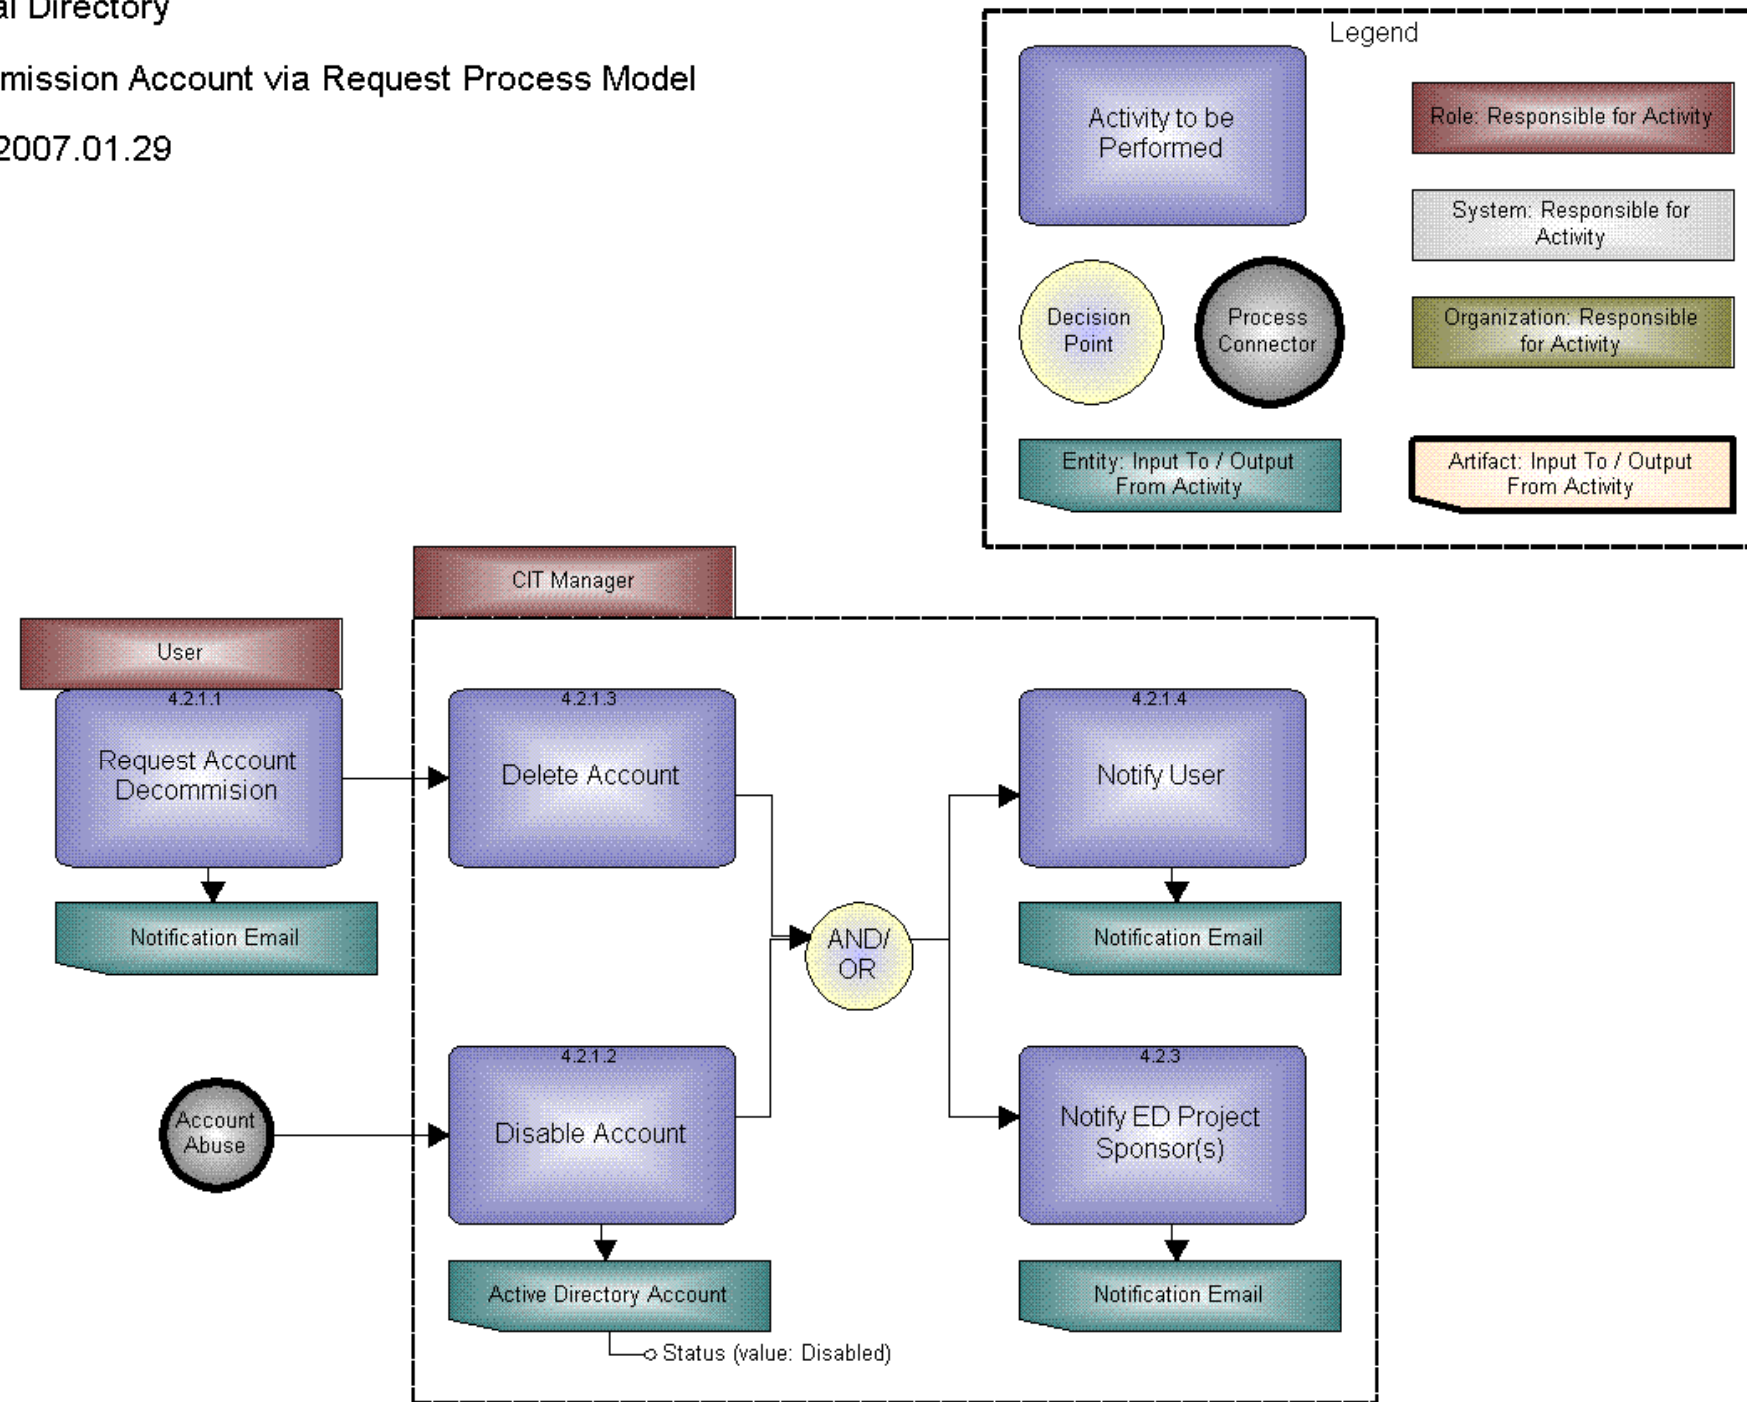 al Directory
mission Account via Request Process Model
2007.01.29
Legend
Activity to be
Performed
Role: Responsible for Activity
System: Responsible for
Activity
Decision
Point
Process
Connector
Organization: Responsible
for Activity
Entity: Input To / Output
From Activity
Artifact: Input To / Output
From Activity
CIT Manager
User
4.2.1.1
Request Account
Decommision
4.2.1.3
Delete Account
4.2.1.4
Notify User
Notification Email
AND/
OR
Notification Email
Account
Abuse
4.2.1.2
Disable Account
4.2.3
Notify ED Project
Sponsor(s)
Active Directory Account
Notification Email
Status (value: Disabled)